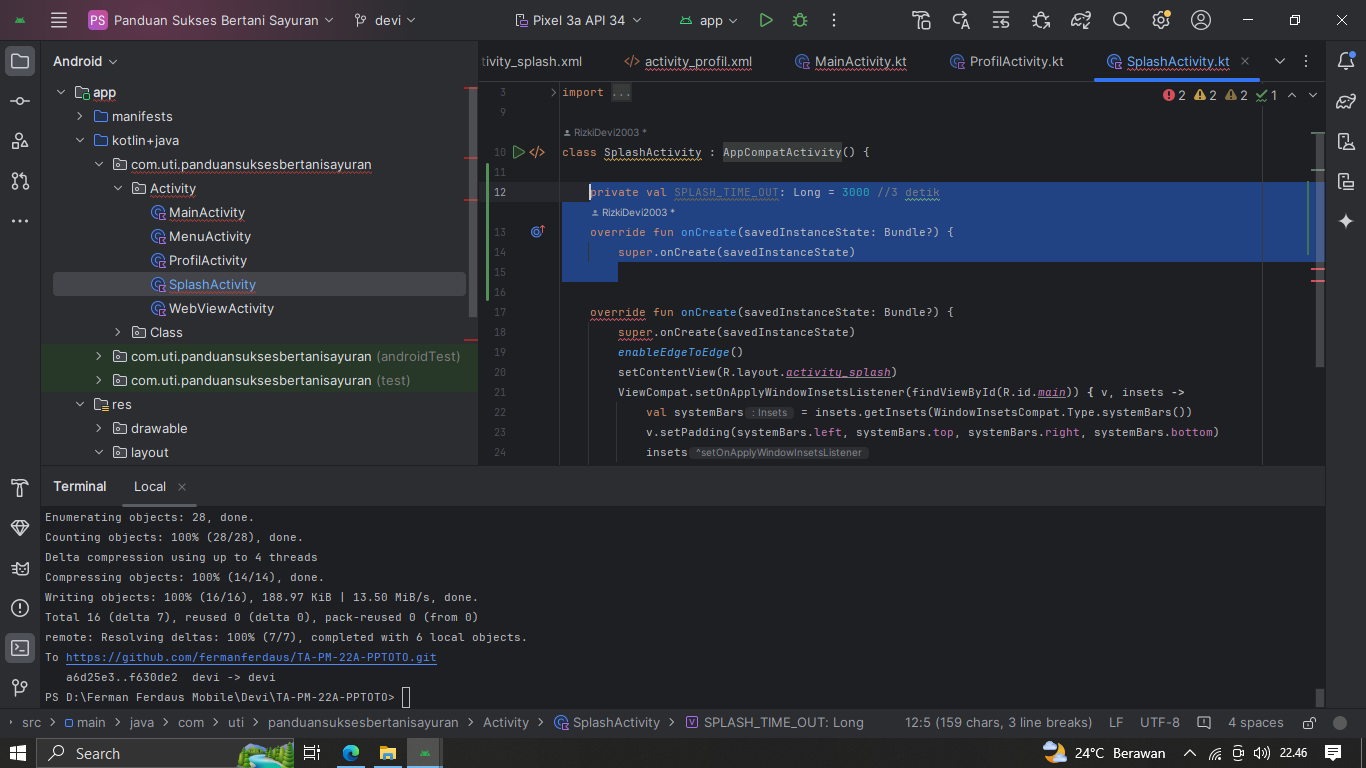 PS Panduan Sukses Bertani Sayuran devi Pixel 3a API 34 app
Android
app
manifests
kotlin+java
com.uti.panduansuksesbertanisayuran
Activity
MainActivity
MenuActivity
ProfilActivity
SplashActivity
WebViewActivity
Class
com.uti.panduansuksesbertanisayuran (androidTest)
com.uti.panduansuksesbertanisayuran (test)
res
drawable
layout
tivity_splash.xml activity_profil.xml MainActivity.kt ProfilActivity.kt SplashActivity.kt
2 2 2 1
3 import ...
9
RizkiDevi2003 *
10 class SplashActivity : AppCompatActivity() {
11
12 private val SPLASH_TIME_OUT: Long = 3000 //3 detik
RizkiDevi2003 *
13 override fun onCreate(savedInstanceState: Bundle?) {
14 super.onCreate(savedInstanceState)
15
16
17 override fun onCreate(savedInstanceState: Bundle?) {
18 super.onCreate(savedInstanceState)
19 enableEdgeToEdge()
20 setContentView(R.layout.activity_splash)
21 ViewCompat.setOnApplyWindowInsetsListener(findViewById(R.id.main)) { v, insets ->
22 val systemBars : Insets = insets.getInsets(WindowInsetsCompat.Type.systemBars())
23 v.setPadding(systemBars.left, systemBars.top, systemBars.right, systemBars.bottom)
24 insets ^setOnApplyWindowInsetsListener
Terminal Local
Enumerating objects: 28, done.
Counting objects: 100% (28/28), done.
Delta compression using up to 4 threads
Compressing objects: 100% (14/14), done.
Writing objects: 100% (16/16), 188.97 KiB | 13.50 MiB/s, done.
Total 16 (delta 7), reused 0 (delta 0), pack-reused 0 (from 0)
remote: Resolving deltas: 100% (7/7), completed with 6 local objects.
To https://github.com/fermanferdaus/TA-PM-22A-PPTOTO.git
a6d25e3..f630de2 devi -> devi
PS D:\Ferman Ferdaus Mobile\Devi\TA-PM-22A-PPTOTO>
src > main > java > com > uti > panduansuksesbertanisayuran > Activity > SplashActivity > SPLASH_TIME_OUT: Long 12:5 (159 chars, 3 line breaks) LF UTF-8 4 spaces
Search 24°C Berawan 22.46